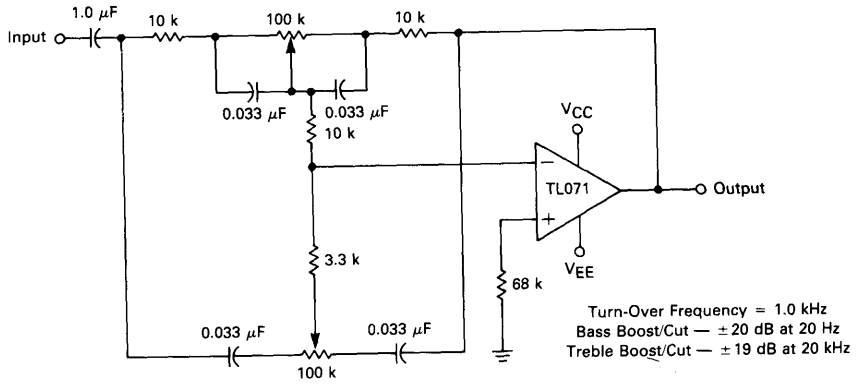 1.0 µF
10 k
100 k
10 k
Input
0.033 µF
0.033 µF
10 k
VCC
−
TL071
Output
+
VEE
3.3 k
68 k
0.033 µF
0.033 µF
100 k
Turn-Over Frequency = 1.0 kHz
Bass Boost/Cut — ±20 dB at 20 Hz
Treble Boost/Cut — ±19 dB at 20 kHz